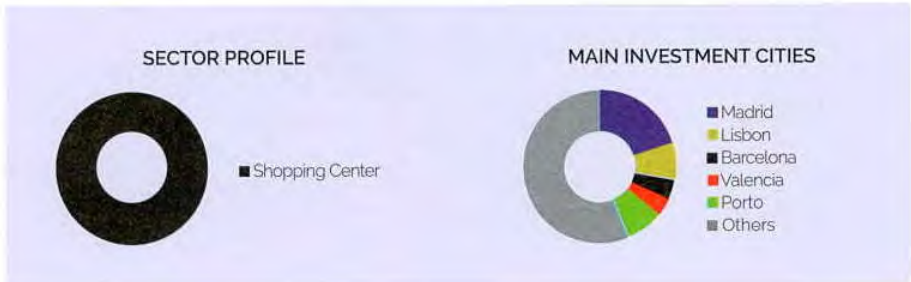 SECTOR PROFILE
Shopping Center
MAIN INVESTMENT CITIES
Madrid
Lisbon
Barcelona
Valencia
Porto
Others